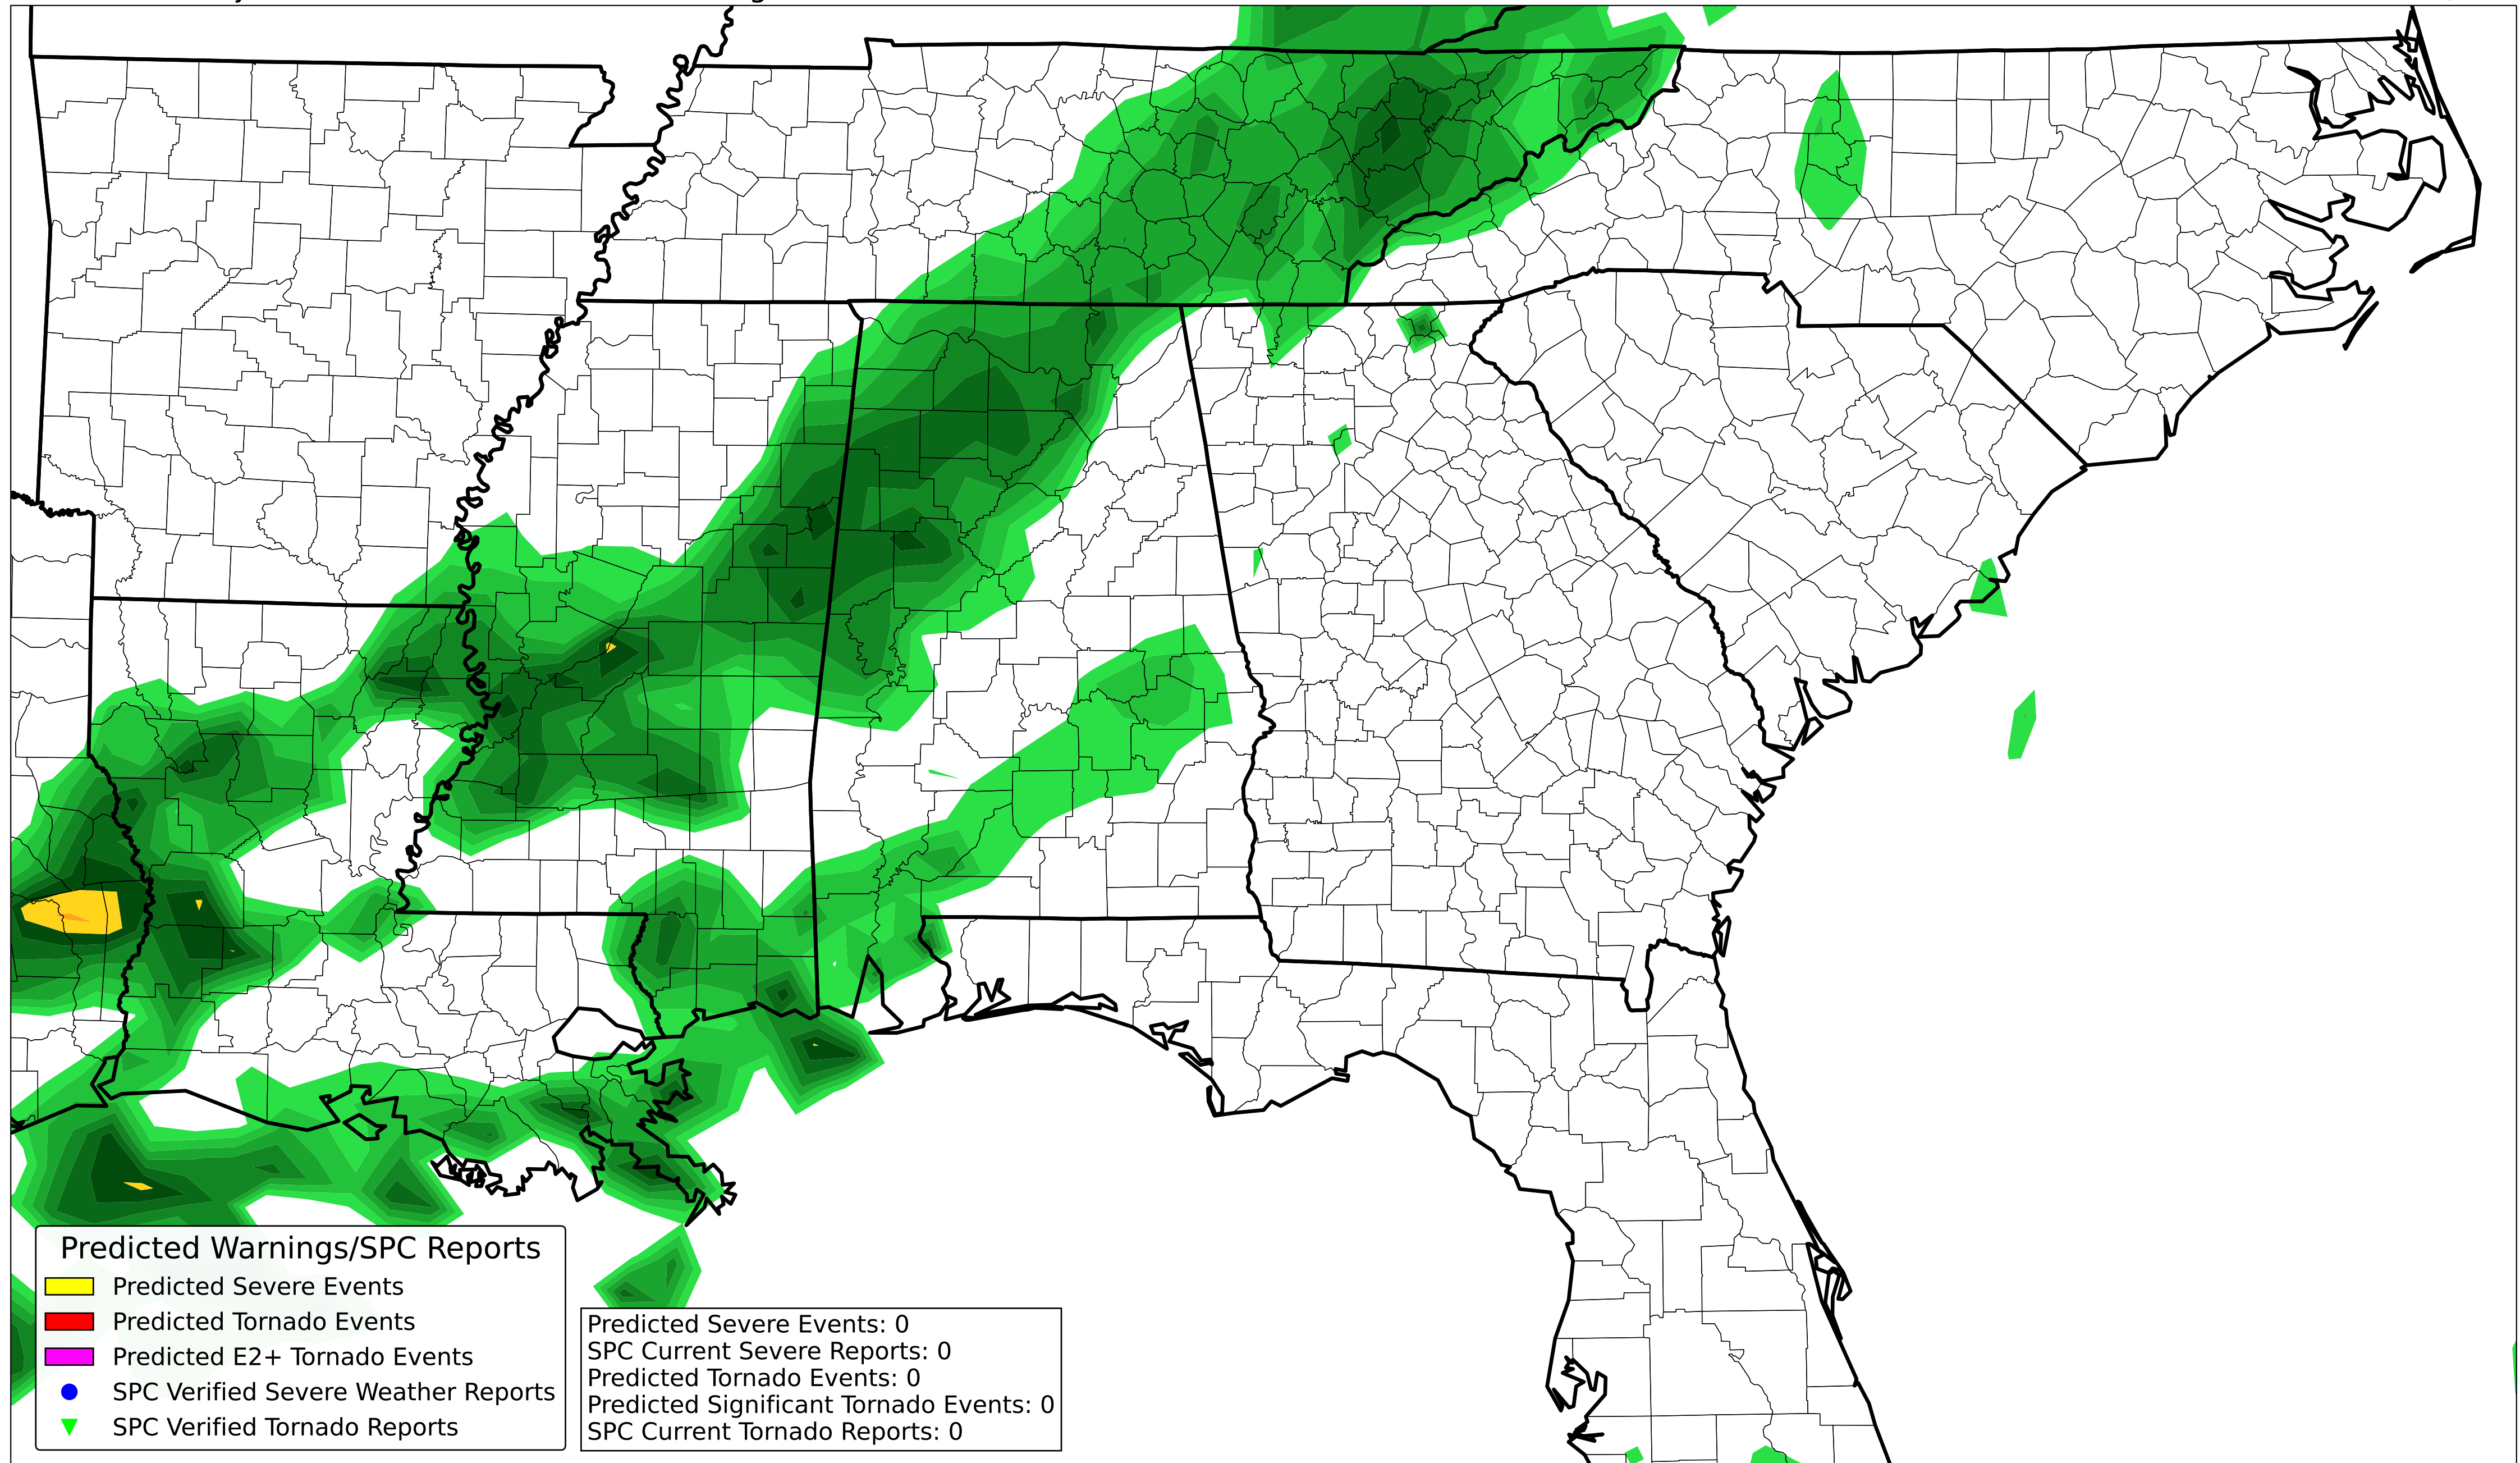 Predicted Warnings/SPC Reports
Predicted Severe Events
Predicted Tornado Events
Predicted E2+ Tornado Events
SPC Verified Severe Weather Reports
SPC Verified Tornado Reports
Predicted Severe Events: 0
SPC Current Severe Reports: 0
Predicted Tornado Events: 0
Predicted Significant Tornado Events: 0
SPC Current Tornado Reports: 0